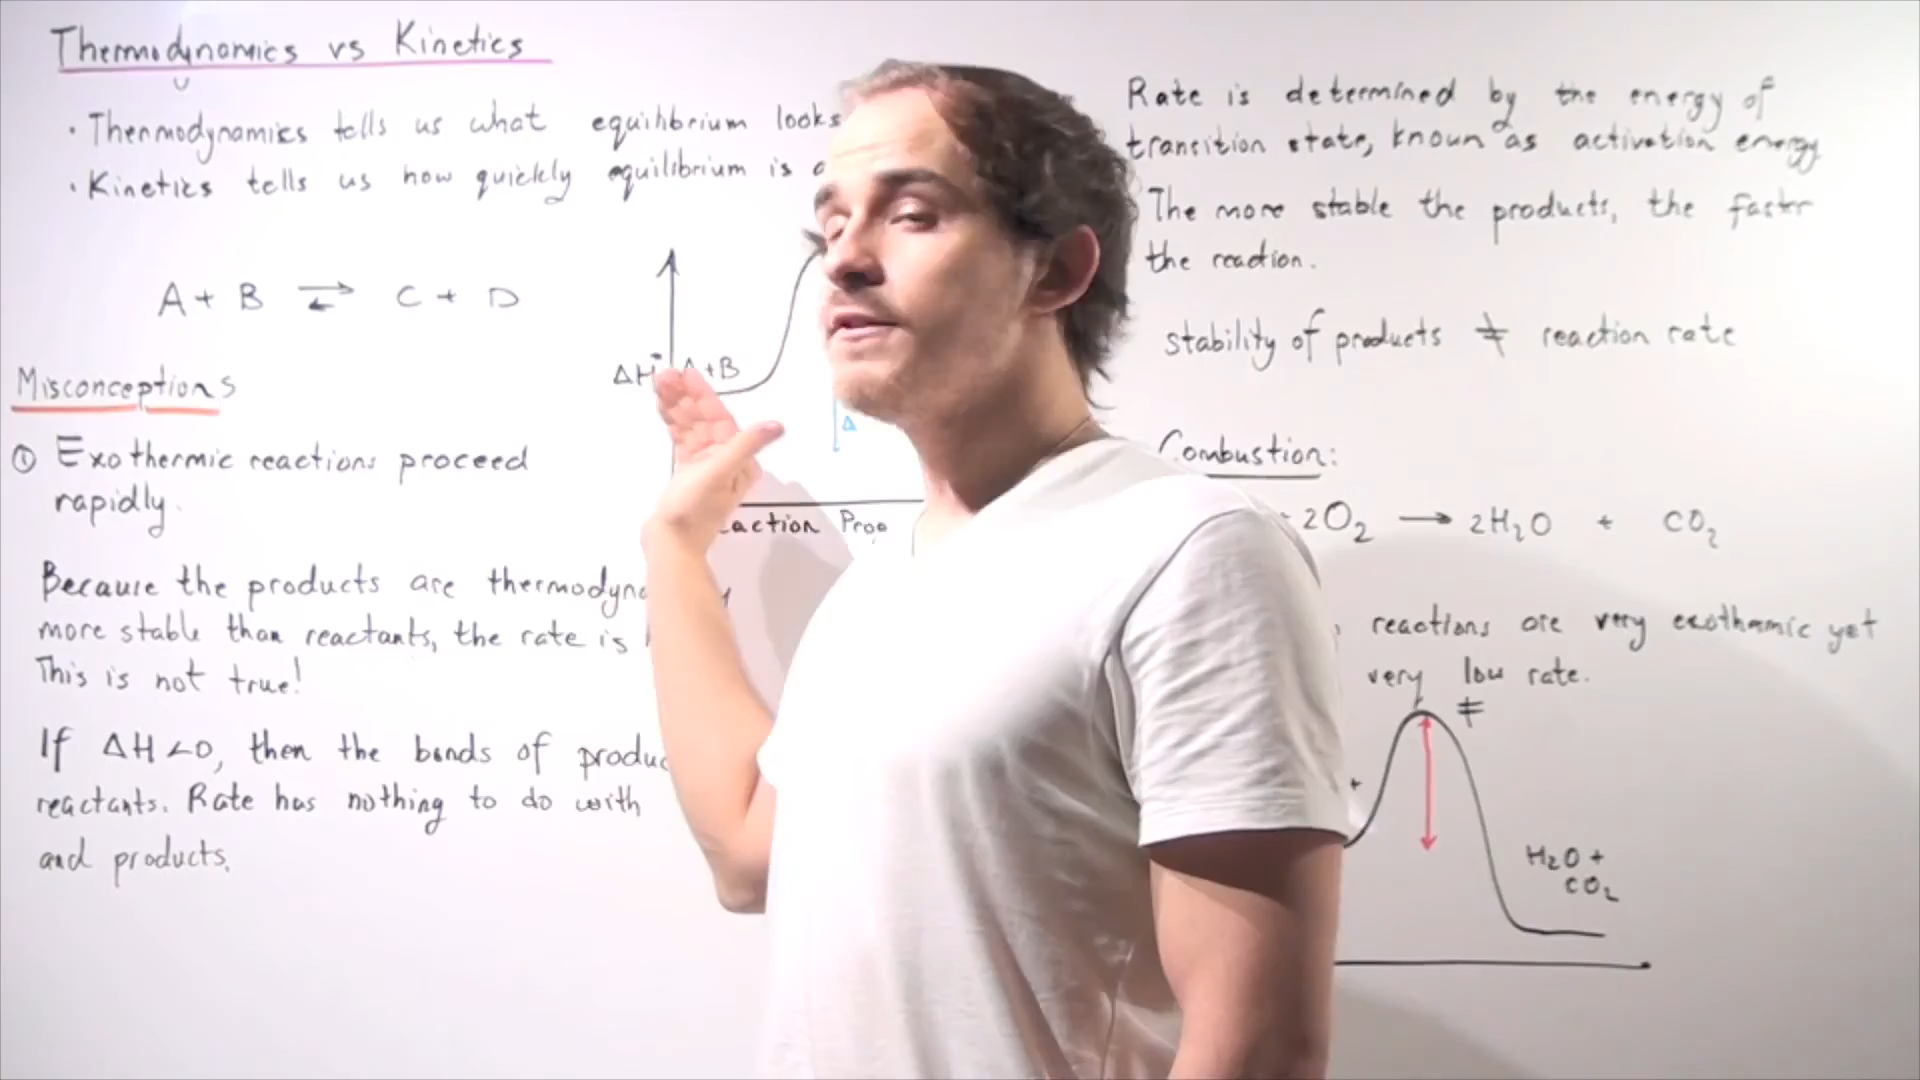 Thermodynamics vs Kinetics
• Thermodynamics tells us what equilibrium looks
• Kinetics tells us how quickly equilibrium is
A + B ⇌ C + D
Misconceptions
① Exothermic reactions proceed
rapidly.
Because the products are thermodyna
more stable than reactants, the rate is
This is not true!
If ΔH<0, then the bonds of produc
reactants. Rate has nothing to do with
and products.
ΔH
A+B
Δ
action Prog
Rate is determined by the energy of
transition state, known as activation energy
The more stable the products, the faster
the reaction.
stability of products ≠ reaction rate
Combustion:
+ 2O₂ → 2H₂O + CO₂
reactions are very exothermic yet
very low rate.
‡
+
H₂O +
CO₂